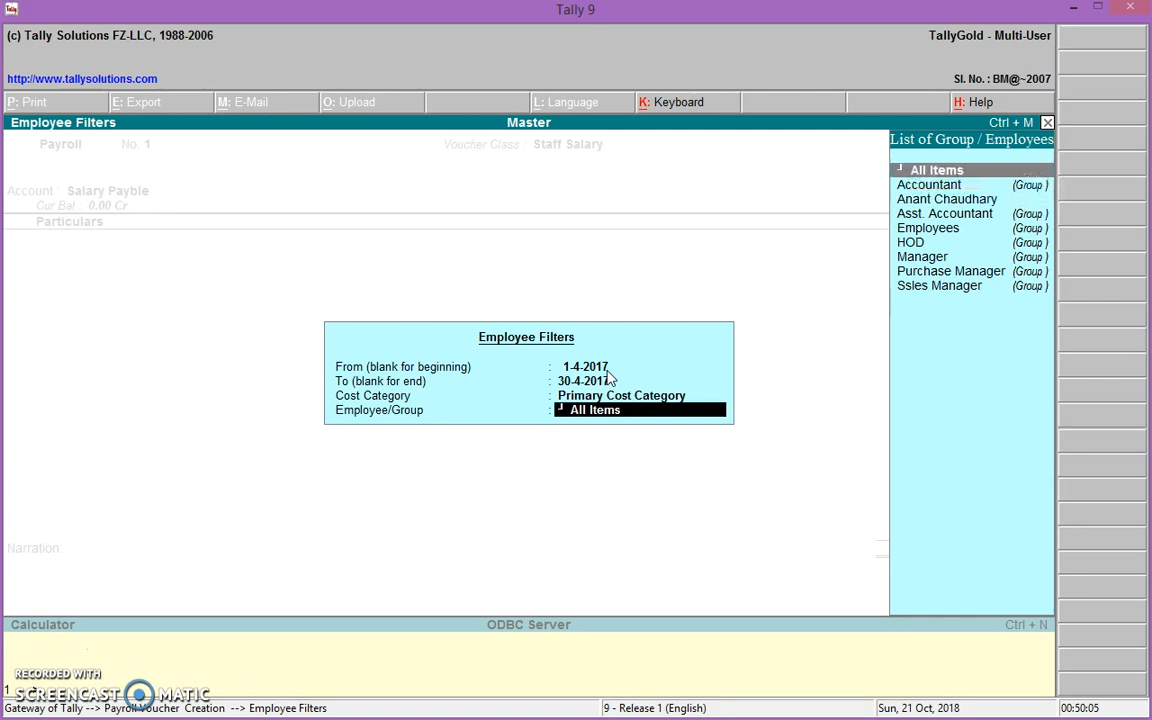 Tally
Tally 9
(c) Tally Solutions FZ-LLC, 1988-2006
TallyGold - Multi-User
http://www.tallysolutions.com
Sl. No. : BM@~2007
P: Print
E: Export
M: E-Mail
O: Upload
L: Language
K: Keyboard
H: Help
Employee Filters
Master
Ctrl + M
Payroll No. 1
Voucher Class : Staff Salary
Account : Salary Payble
Cur Bal : 0.00 Cr
Particulars
List of Group / Employees
All Items
Accountant (Group )
Anant Chaudhary
Asst. Accountant (Group )
Employees (Group )
HOD (Group )
Manager (Group )
Purchase Manager (Group )
Ssles Manager (Group )
Employee Filters
From (blank for beginning) : 1-4-2017
To (blank for end) : 30-4-2017
Cost Category : Primary Cost Category
Employee/Group : All Items
Narration:
Calculator
ODBC Server
Ctrl + N
RECORDED WITH
SCREENCAST MATIC
1
Gateway of Tally --> Payroll Voucher Creation --> Employee Filters
9 - Release 1 (English)
Sun, 21 Oct, 2018
00:50:05